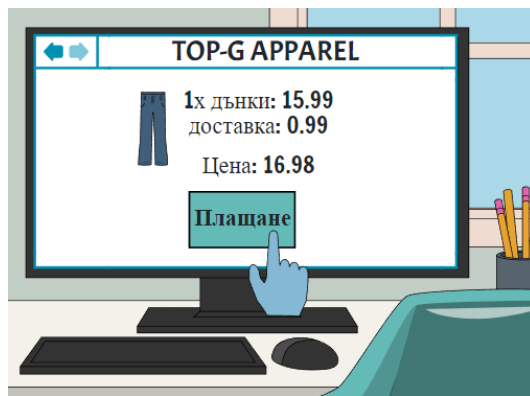 TOP-G APPAREL
1x дънки: 15.99
доставка: 0.99
Цена: 16.98
Плащане